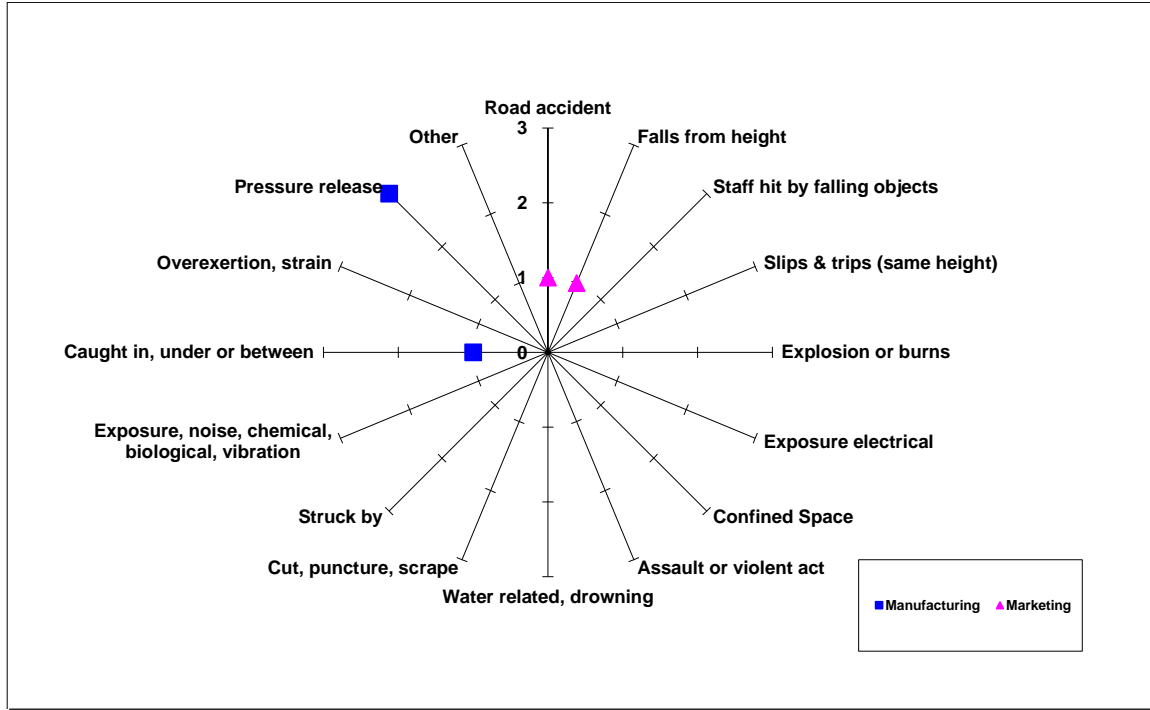 Road accident
3
Other
Falls from height
Pressure release
Staff hit by falling objects
2
Overexertion, strain
Slips & trips (same height)
1
Caught in, under or between
0
Explosion or burns
Exposure, noise, chemical,
biological, vibration
Exposure electrical
Struck by
Confined Space
Cut, puncture, scrape
Assault or violent act
Water related, drowning
Manufacturing
Marketing